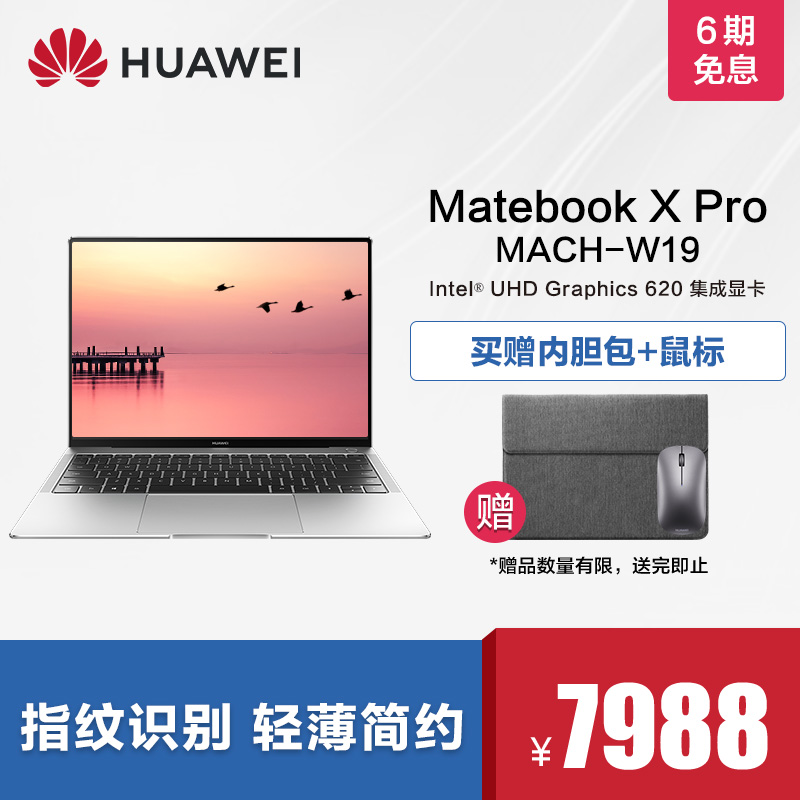 HUAWEI
6期
免息
Matebook X Pro
MACH-W19
Intel® UHD Graphics 620 集成显卡
买赠内胆包+鼠标
HUAWEI
赠
*赠品数量有限，送完即止
指纹识别 轻薄简约
¥7988